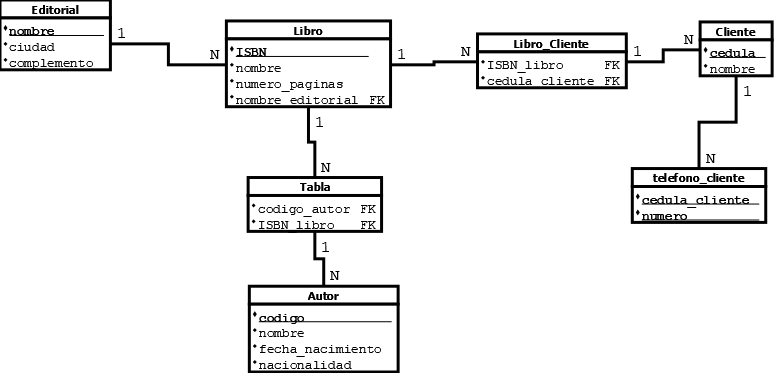 Editorial
nombre
ciudad
complemento
1
N
Libro
ISBN
nombre
numero_paginas
nombre_editorial FK
1
N
Libro_Cliente
ISBN_libro FK
cedula_cliente FK
1
N
Cliente
cedula
nombre
1
N
telefono_cliente
cedula_cliente
numero
1
N
Tabla
codigo_autor FK
ISBN_libro FK
1
N
Autor
codigo
nombre
fecha_nacimiento
nacionalidad